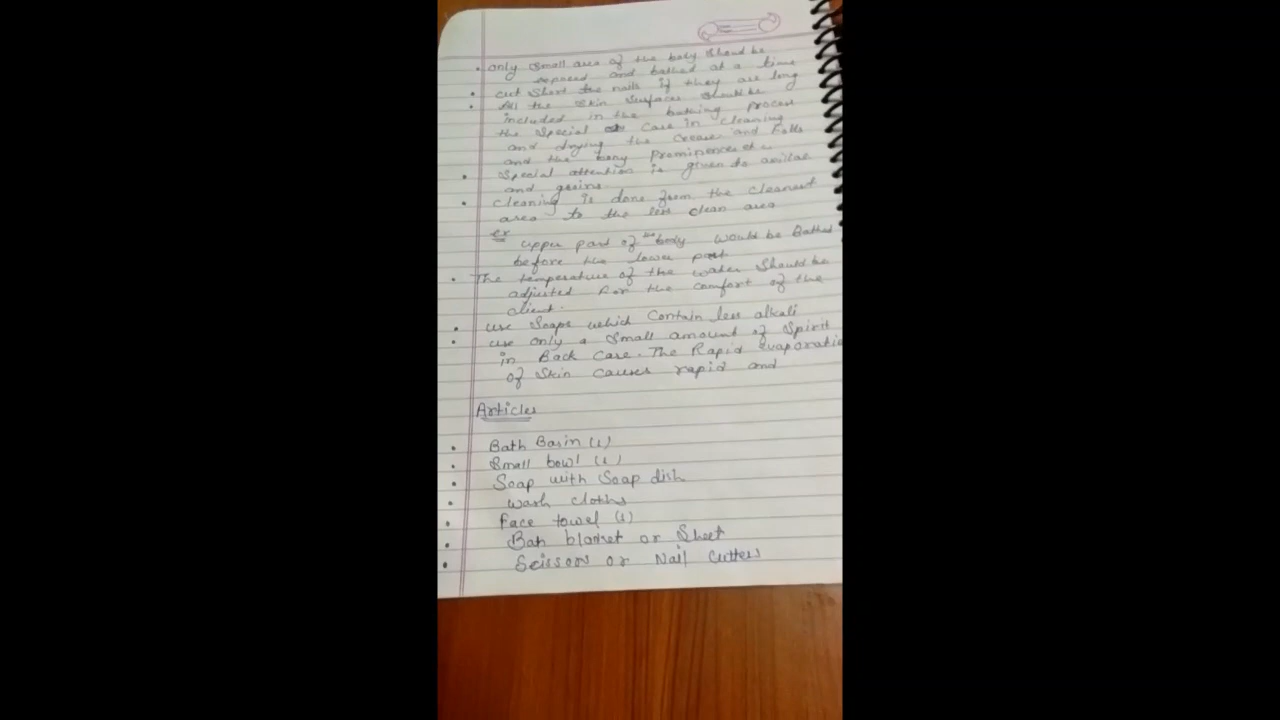 • only small area of the body should be
exposed and bathed at a time
• cut short the nails if they are long
• All the skin surfaces should be
included in the bathing process
the special care in cleaning
and drying the crease and folds
and the bony prominences
• Special attention is given to axillae
and groins
• cleaning is done from the cleanest
area to the less clean area
ex
upper part of the body would be Bathed
before the lower part
• The temperature of the water should be
adjusted for the comfort of the
client.
• use Soaps which contain less alkali
• use only a small amount of spirit
in Back care. The Rapid evaporatio
of skin causes rapid and
Articles
• Bath Basin (1)
• Small bowl (1)
• Soap with Soap dish
• wash cloths
• face towel (1)
• Bath blanket or Sheet
• Scissors or Nail cutters